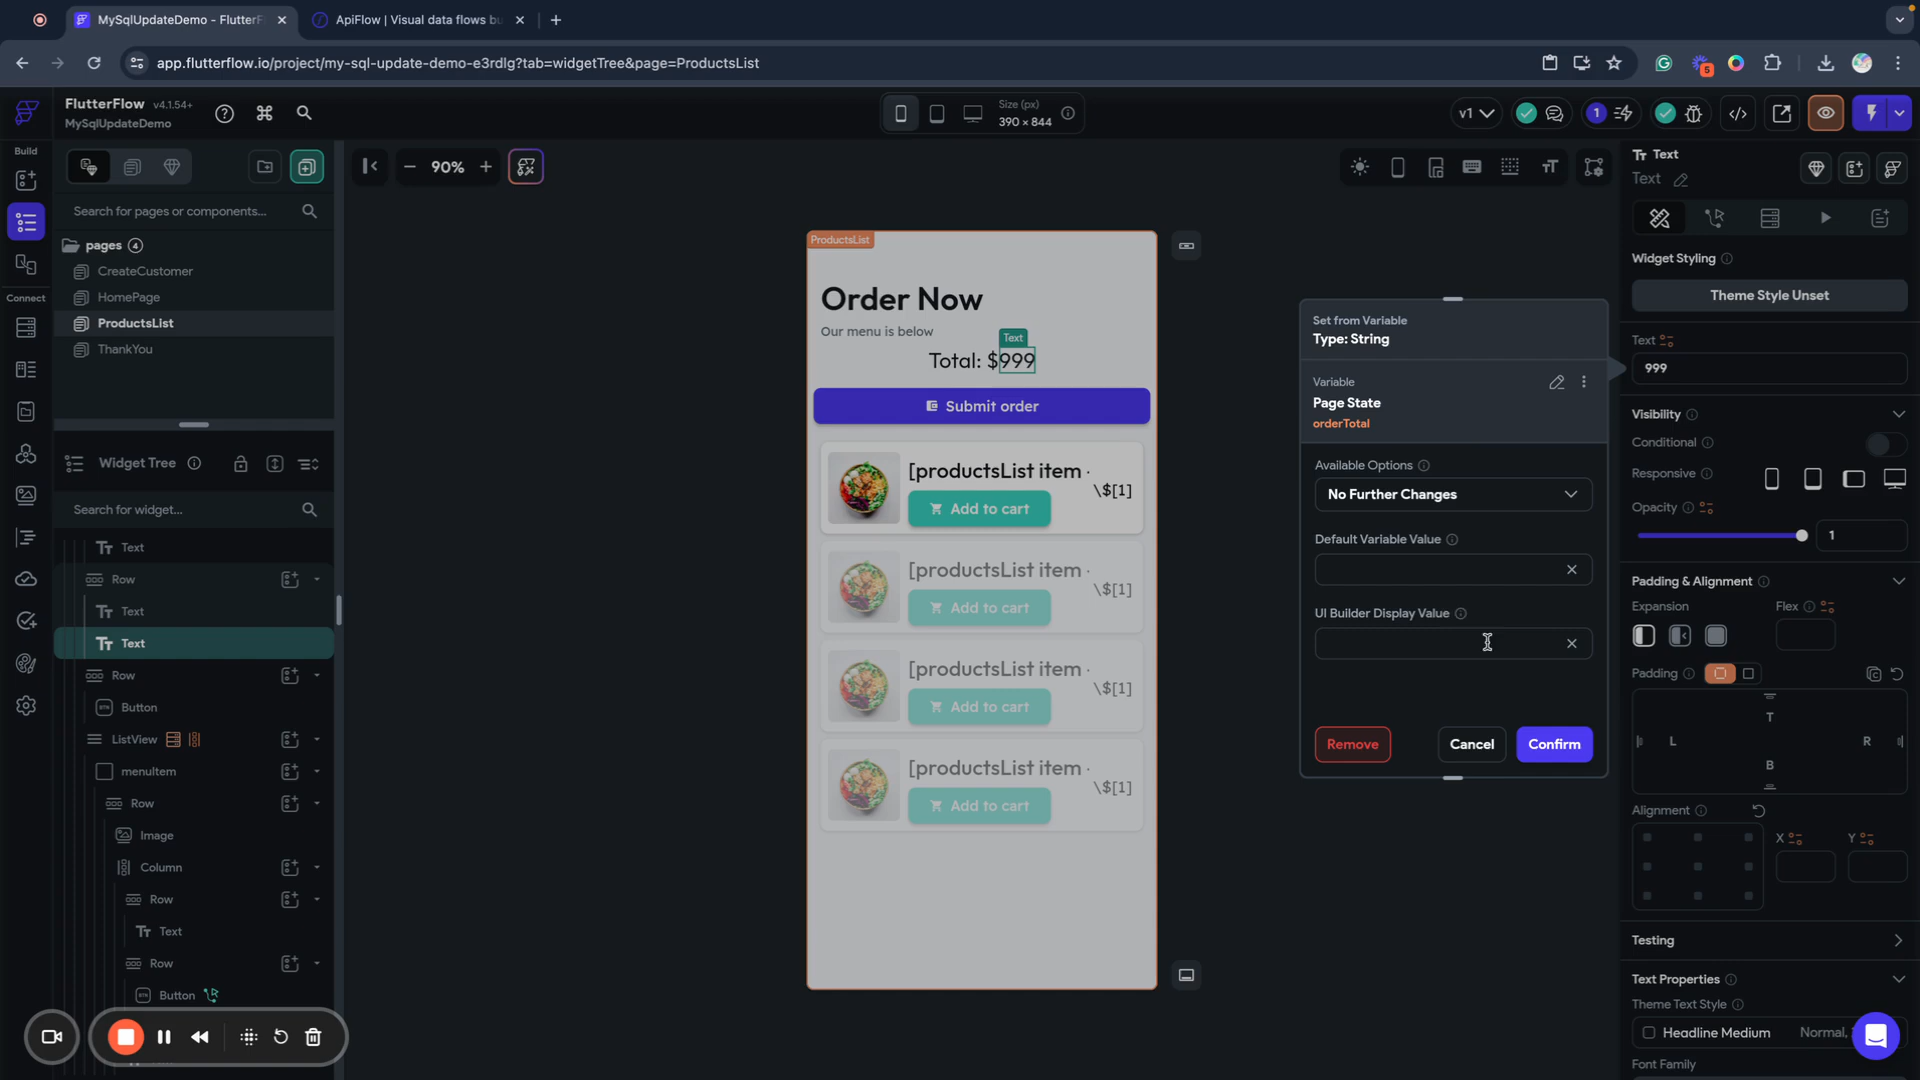 MySqlUpdateDemo - FlutterF
ApiFlow | Visual data flows bu
app.flutterflow.io/project/my-sql-update-demo-e3rdlg?tab=widgetTree&page=ProductsList
5
FlutterFlow v4.1.54+
MySqlUpdateDemo
Size (px)
390 × 844
v1
1
Build
Connect
Search for pages or components...
pages 4
CreateCustomer
HomePage
ProductsList
ThankYou
Widget Tree
Search for widget...
Text
Row
Text
Text
Row
Button
ListView
menuItem
Row
Image
Column
Row
Text
Row
Button
90%
ProductsList
Order Now
Our menu is below
Text
Total: $999
Submit order
[productsList item ·
\$[1]
Add to cart
[productsList item ·
\$[1]
Add to cart
[productsList item ·
\$[1]
Add to cart
[productsList item ·
\$[1]
Add to cart
Set from Variable
Type: String
Variable
Page State
orderTotal
Available Options
No Further Changes
Default Variable Value
UI Builder Display Value
Remove
Cancel
Confirm
Text
Text
Widget Styling
Theme Style Unset
Text
999
Visibility
Conditional
Responsive
Opacity
1
Padding & Alignment
Expansion
Flex
Padding
T
L
R
B
Alignment
X
Y
Testing
Text Properties
Theme Text Style
Headline Medium
Normal,
Font Family